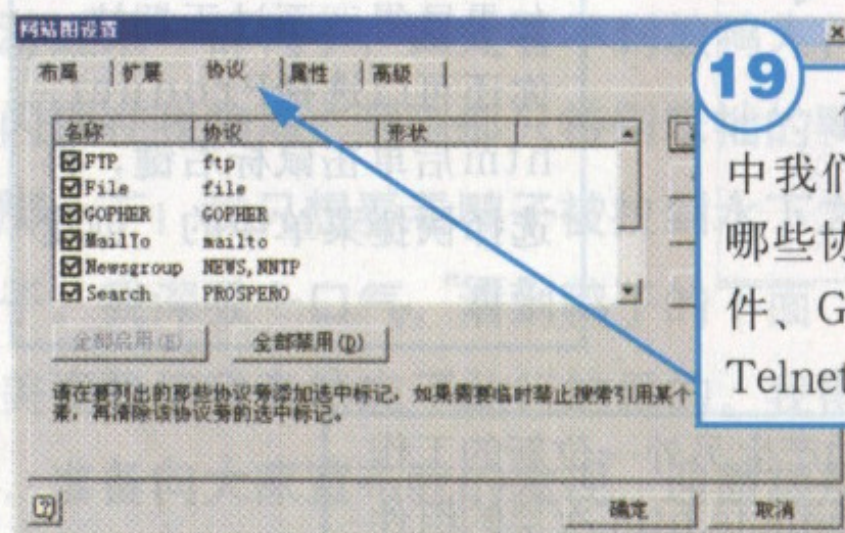 网站图设置
布局 扩展 协议 属性 高级
名称 协议 形状
FTP ftp
File file
GOPHER GOPHER
MailTo mailto
Newsgroup NEWS,NNTP
Search PROSPERO
全部启用(E) 全部禁用(D)
请在要列出的那些协议旁添加选中标记。如果需要临时禁止搜索引用某个
素,再清除该协议旁的选中标记。
确定 取消
19
中我们
哪些协
件、G
Telnet